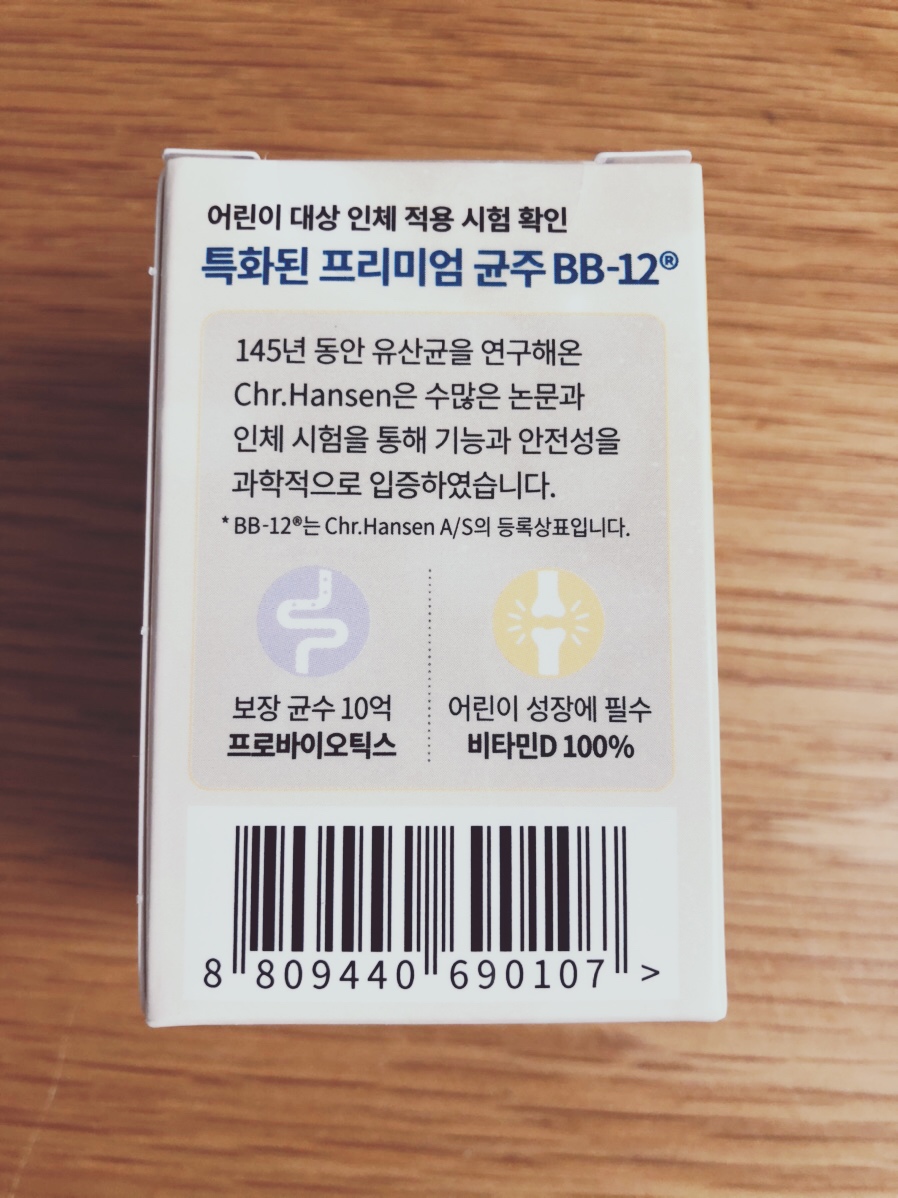 어린이 대상 인체 적용 시험 확인
특화된 프리미엄 균주 BB-12®
145년 동안 유산균을 연구해온
Chr.Hansen은 수많은 논문과
인체 시험을 통해 기능과 안전성을
과학적으로 입증하였습니다.
* BB-12®는 Chr.Hansen A/S의 등록상표입니다.
보장 균수 10억
프로바이오틱스
어린이 성장에 필수
비타민D 100%
8 809440 690107 >